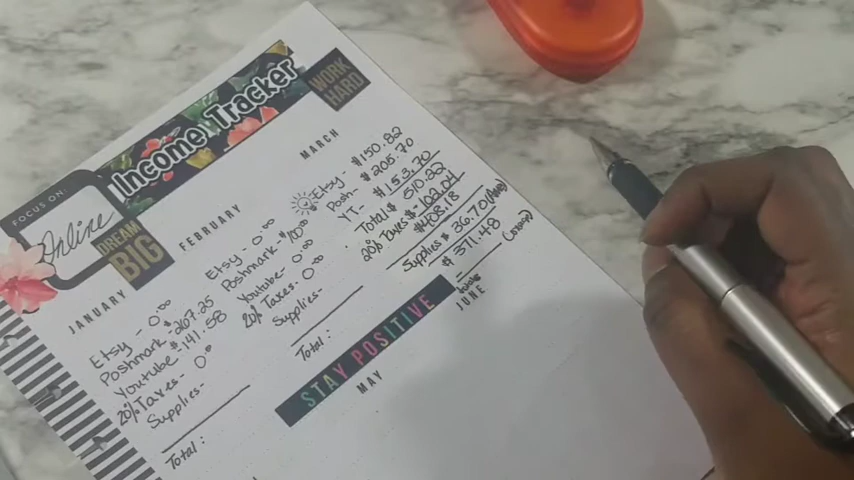 FOCUS ON:
Online
Income Tracker
WORK HARD
DREAM BIG
JANUARY
Etsy - 0.00
Poshmark - $267.25
Youtube - $141.58
20% Taxes - 0.00
Supplies -
Total:
FEBRUARY
Etsy - 0.00
Poshmark - $100.00
Youtube - 0.00
20% Taxes - 0.00
Supplies -
Total:
MARCH
Etsy - $150.82
Posh - $205.70
YT - $153.70
Total $ 510.22
20% Taxes - $102.04
$408.18
Supplies $ 36.70
$ 371.48
STAY POSITIVE
MAY
JUNE